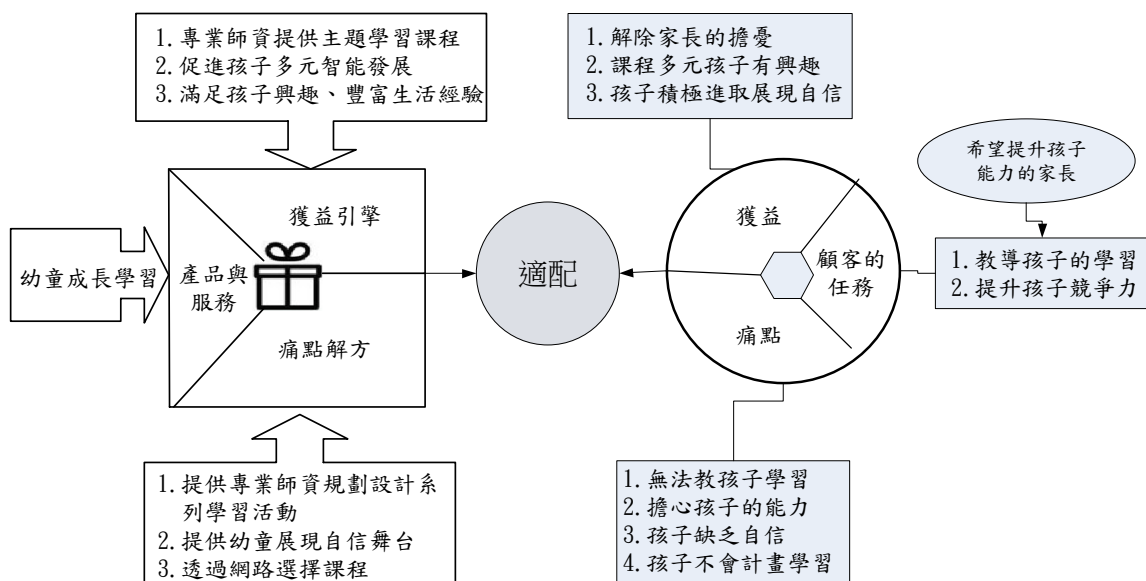 1. 專業師資提供主題學習課程
2. 促進孩子多元智能發展
3. 滿足孩子興趣、豐富生活經驗
1. 解除家長的擔憂
2. 課程多元孩子有興趣
3. 孩子積極進取展現自信
希望提升孩子
能力的家長
幼童成長學習
產品與
服務
獲益引擎
痛點解方
適配
獲益
顧客的
任務
痛點
1. 教導孩子的學習
2. 提升孩子競爭力
1. 提供專業師資規劃設計系
列學習活動
2. 提供幼童展現自信舞台
3. 透過網路選擇課程
1. 無法教孩子學習
2. 擔心孩子的能力
3. 孩子缺乏自信
4. 孩子不會計畫學習